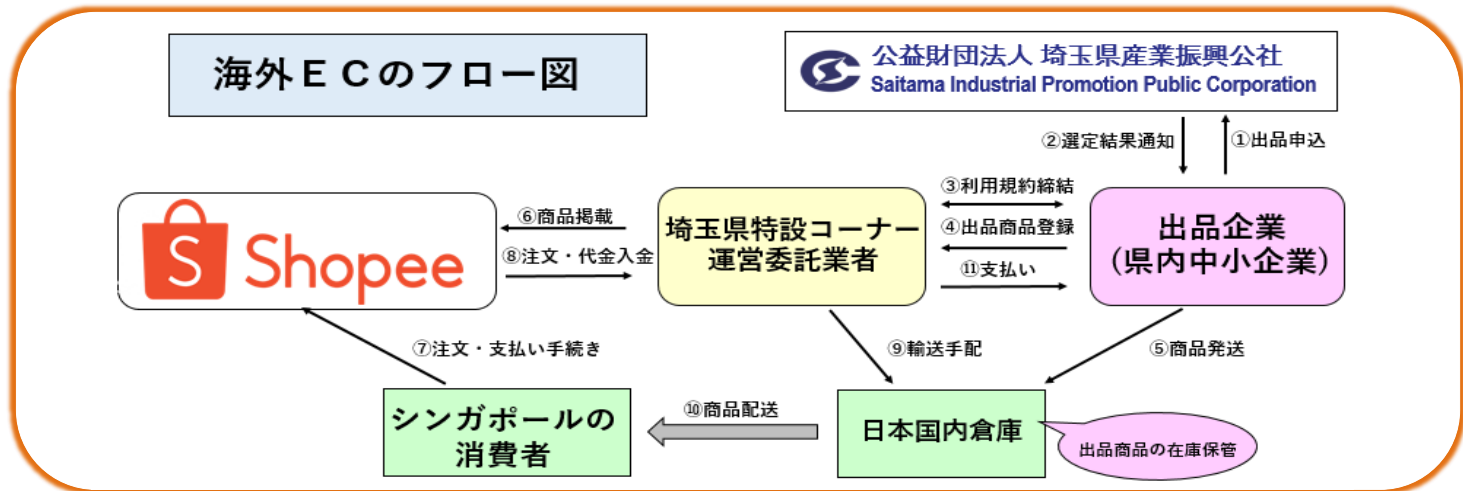 海外ＥＣのフロー図
公益財団法人 埼玉県産業振興公社
Saitama Industrial Promotion Public Corporation
②選定結果通知
①出品申込
③利用規約締結
④出品商品登録
⑪支払い
⑥商品掲載
⑧注文・代金入金
S Shopee
埼玉県特設コーナー
運営委託業者
出品企業
(県内中小企業)
⑦注文・支払い手続き
⑨輸送手配
⑤商品発送
シンガポールの
消費者
⑩商品配送
日本国内倉庫
出品商品の在庫保管